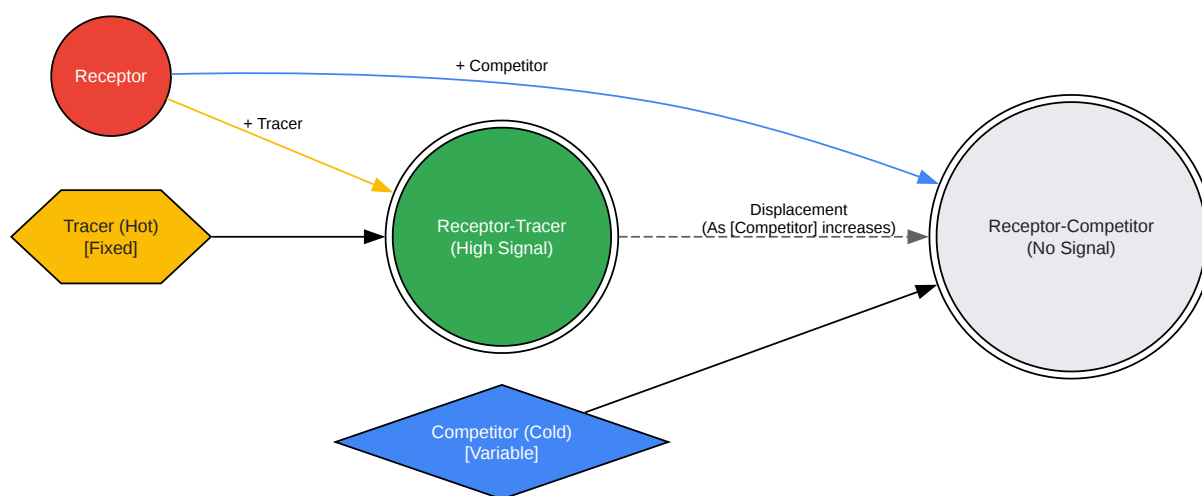 Receptor
+ Competitor
+ Tracer
Tracer (Hot)
[Fixed]
Receptor-Tracer
(High Signal)
Displacement
(As [Competitor] increases)
Receptor-Competitor
(No Signal)
Competitor (Cold)
[Variable]